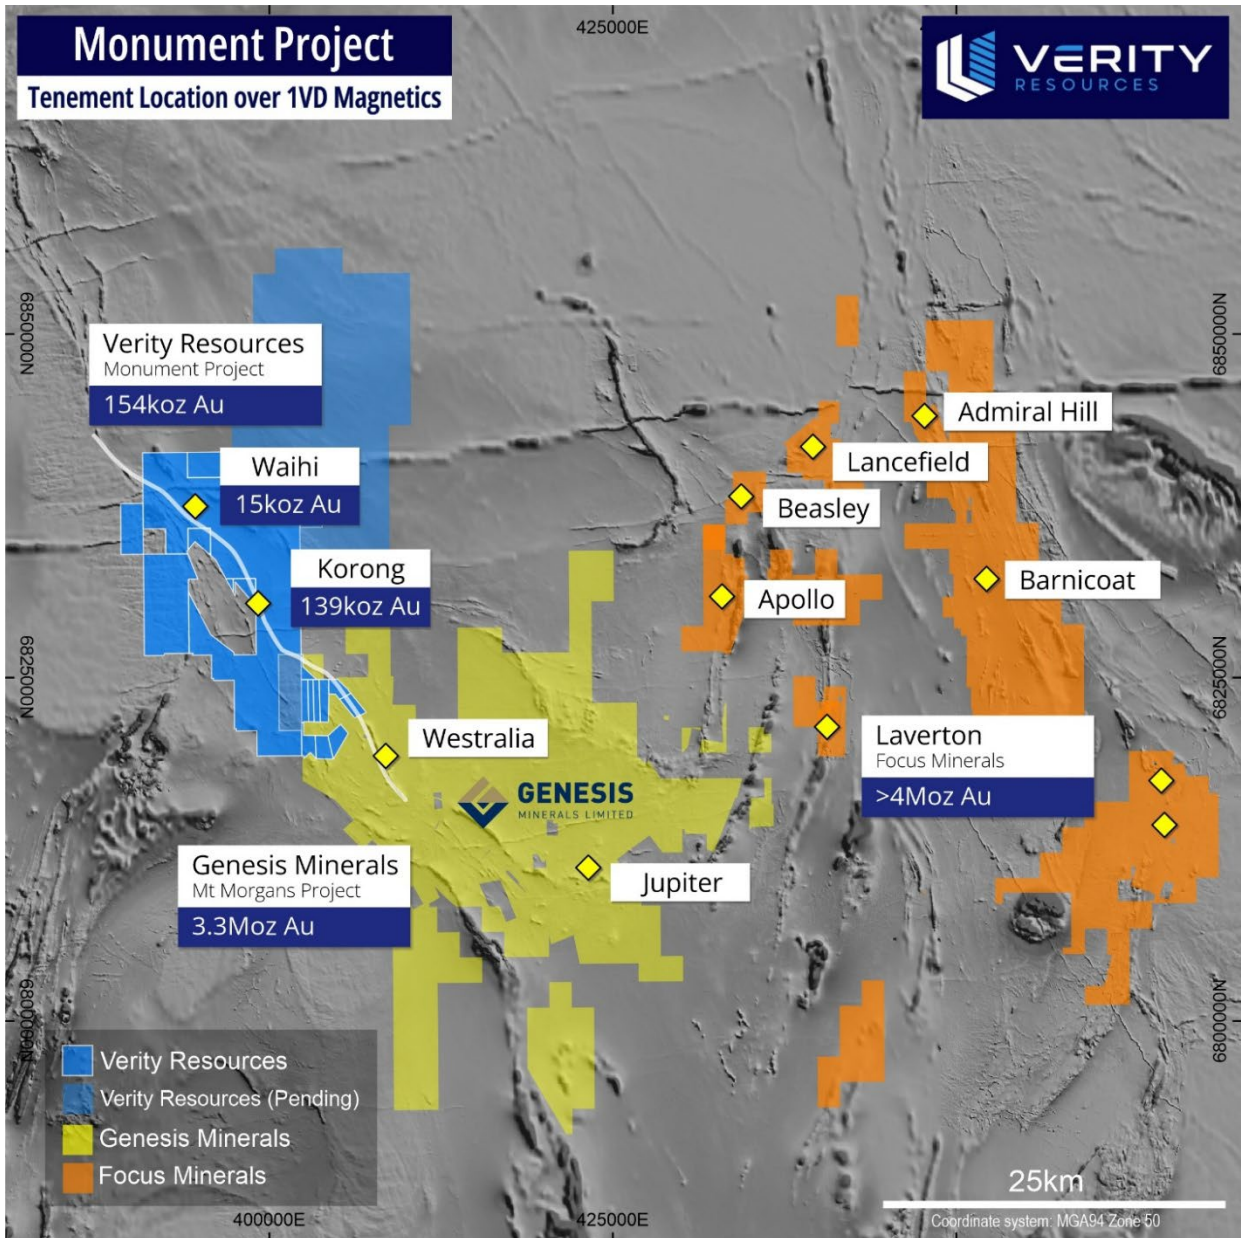 Monument Project
Tenement Location over 1VD Magnetics
425000E
VERITY
RESOURCES
6850000N
6850000N
Verity Resources
Monument Project
154koz Au
Admiral Hill
Lancefield
Waihi
15koz Au
Beasley
Korong
139koz Au
Apollo
Barnicoat
6825000N
6825000N
Westralia
Laverton
Focus Minerals
>4Moz Au
GENESIS
MINERALS LIMITED
Genesis Minerals
Mt Morgans Project
3.3Moz Au
Jupiter
6800000N
6800000N
Verity Resources
Verity Resources (Pending)
Genesis Minerals
Focus Minerals
25km
400000E
425000E
Coordinate system: MGA94 Zone 50